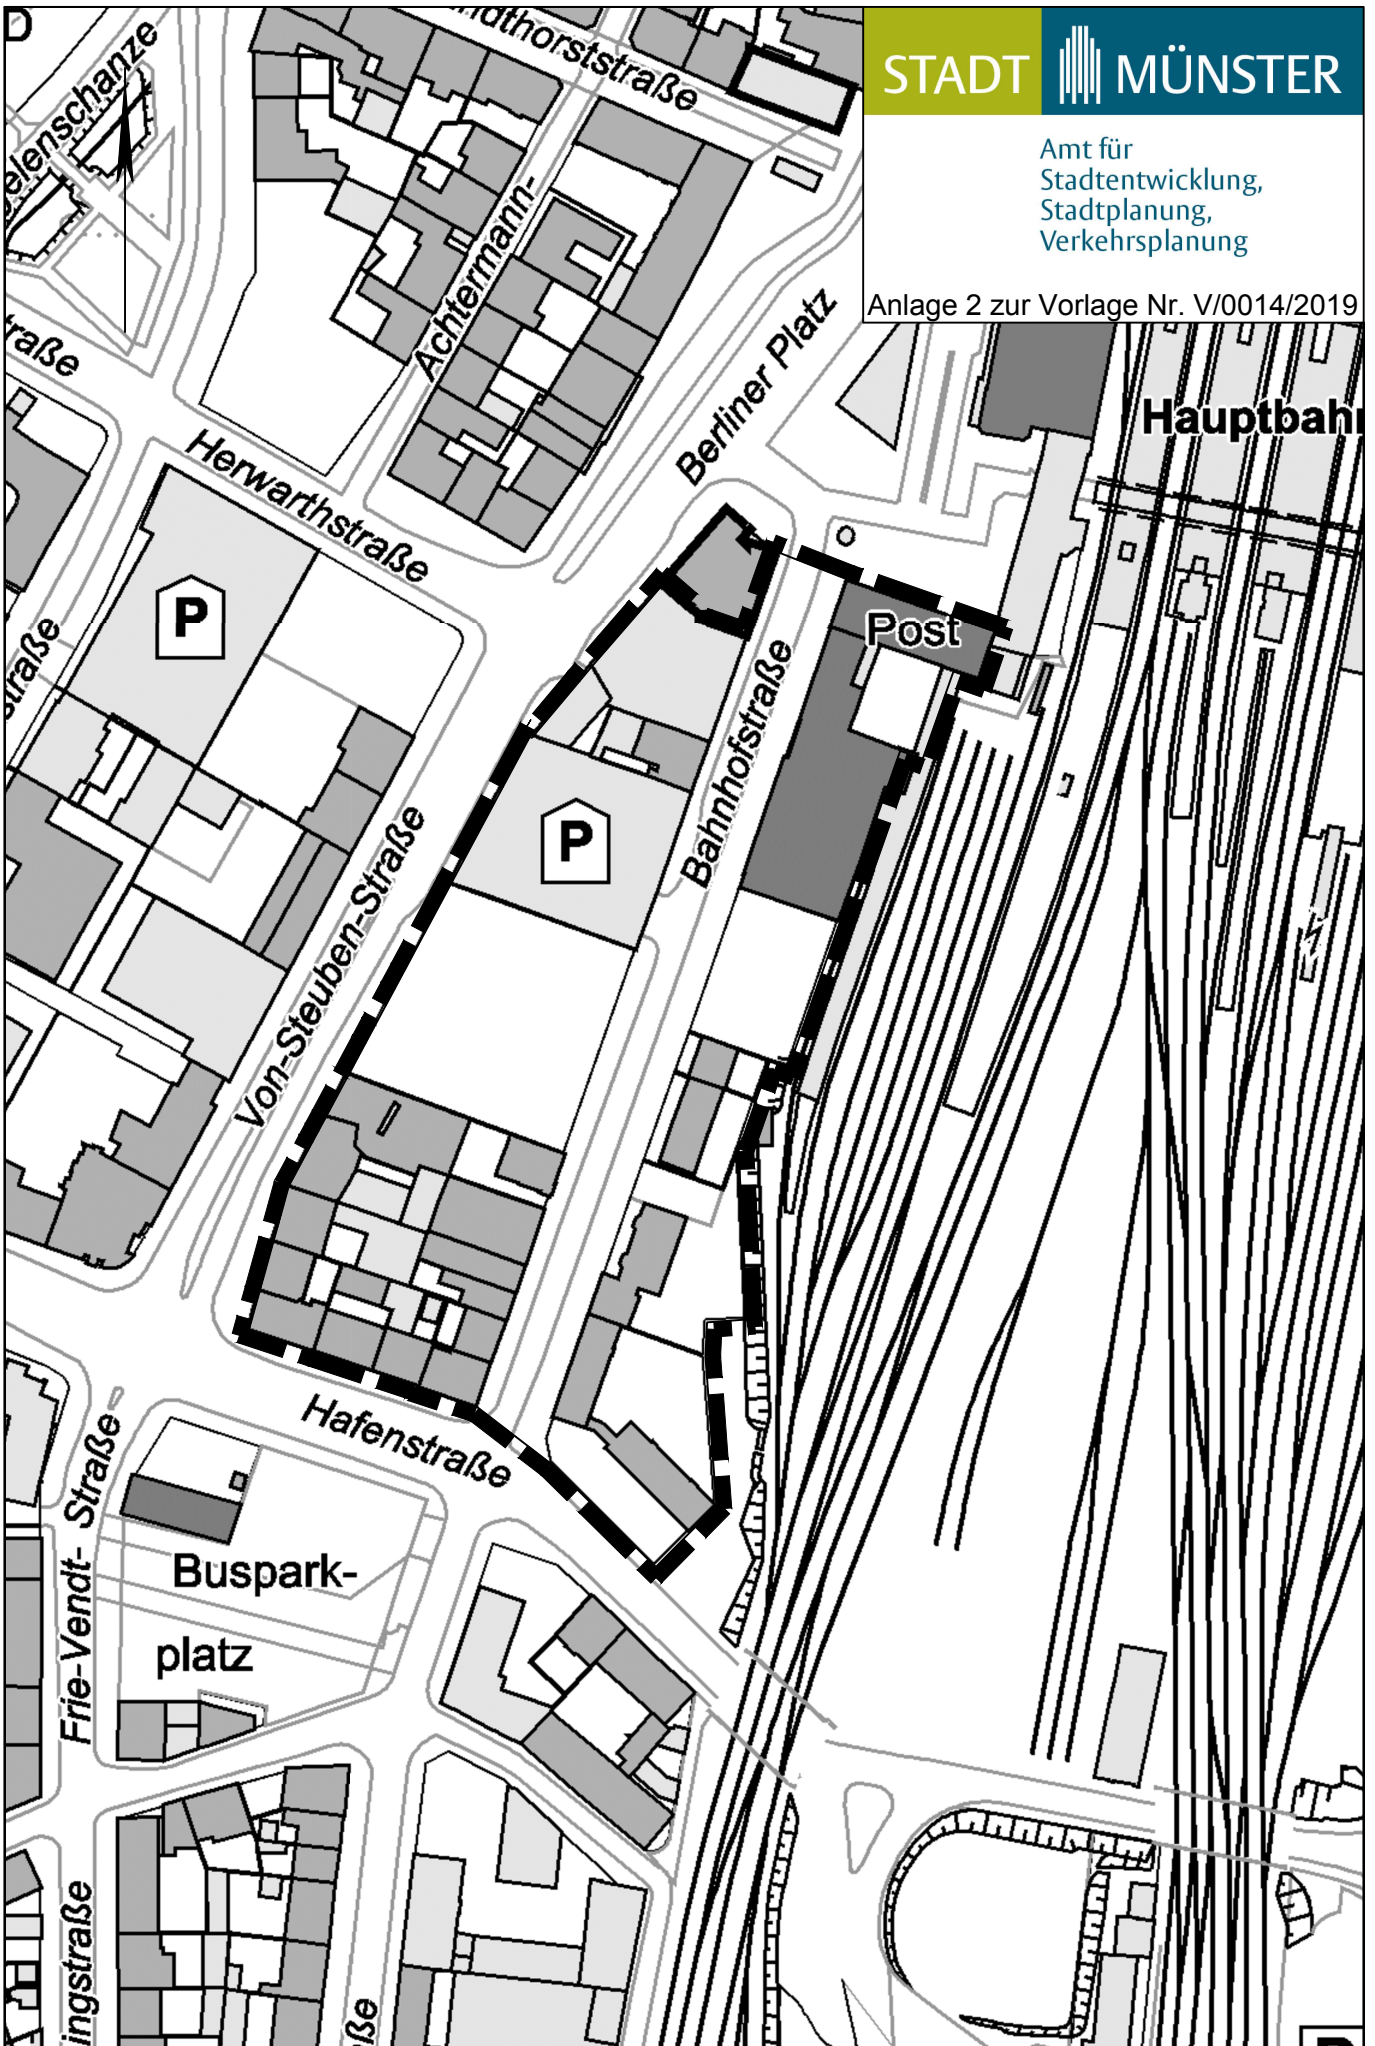 STADT MÜNSTER
Amt für
Stadtentwicklung,
Stadtplanung,
Verkehrsplanung
Anlage 2 zur Vorlage Nr. V/0014/2019
Achtermann-
Berliner Platz
Hauptbah
Herwarthstraße
P
Post
Bahnhofstraße
P
Von-Steuben-Straße
Hafenstraße
Frie-Vendt-Straße
Buspark-
platz